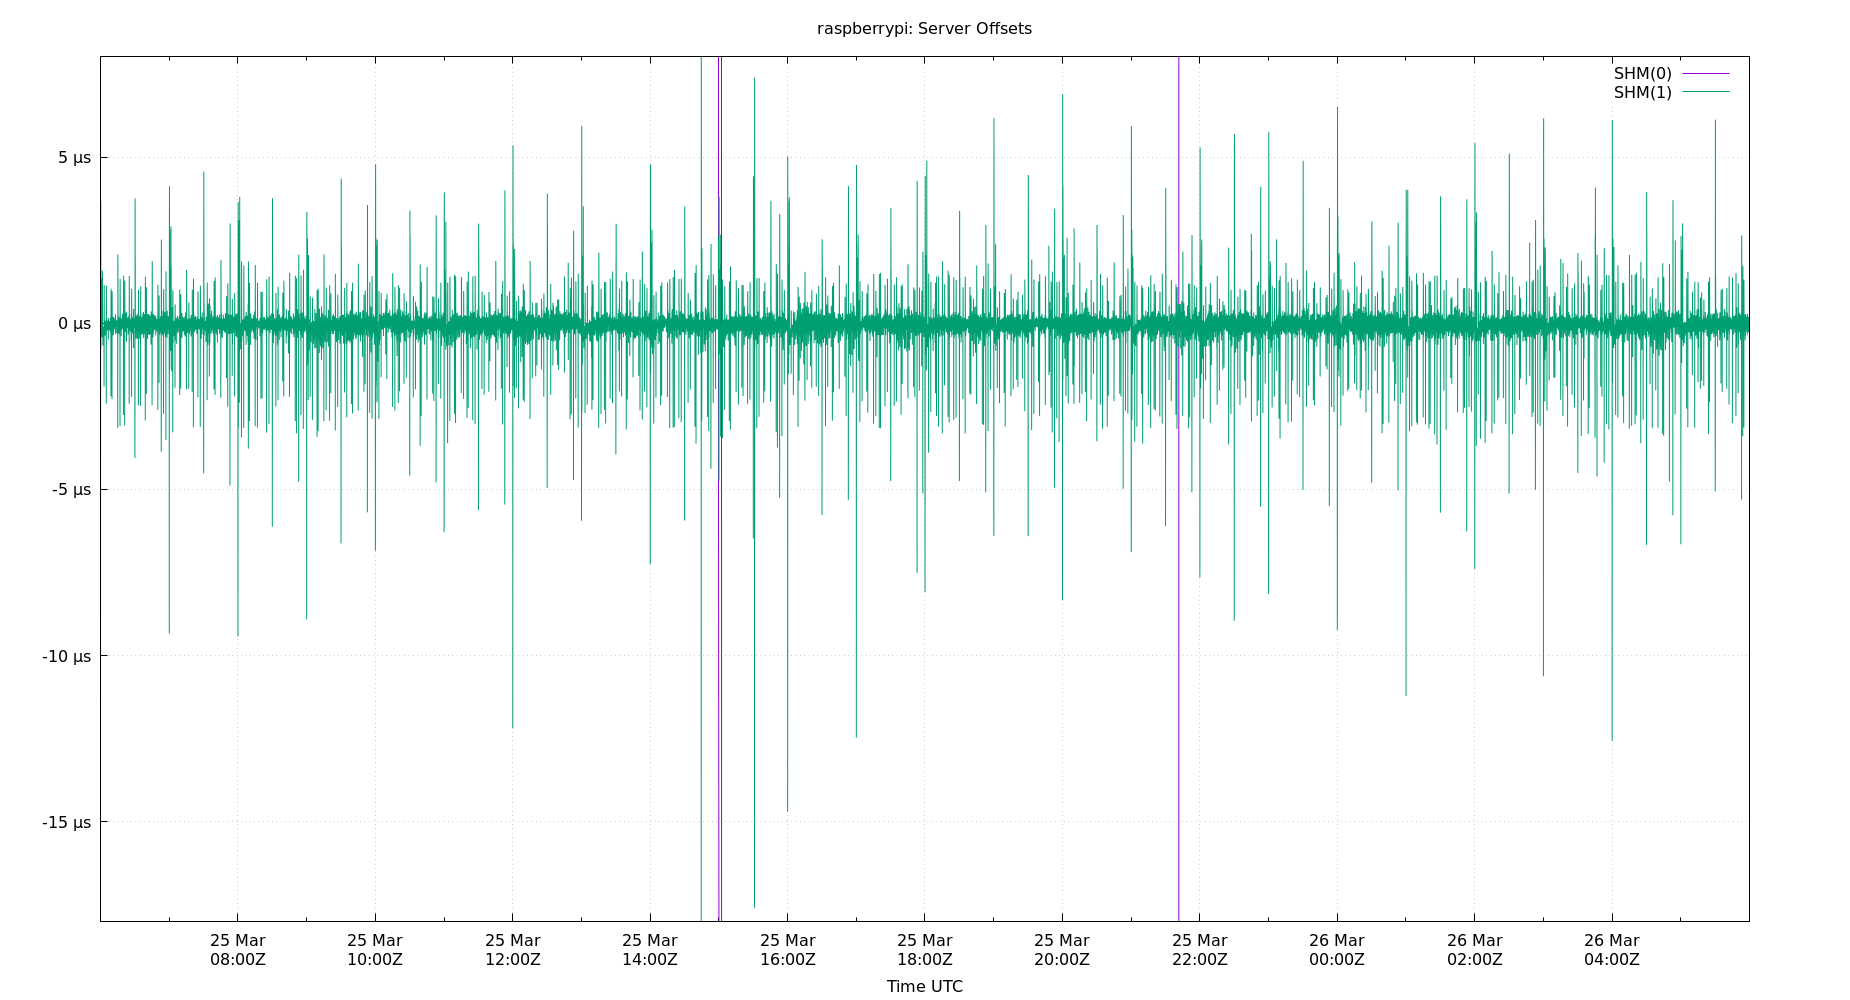 raspberrypi: Server Offsets
SHM(0)
SHM(1)
5 µs
0 µs
-5 µs
-10 µs
-15 µs
25 Mar 25 Mar 25 Mar 25 Mar 25 Mar 25 Mar 25 Mar 25 Mar 26 Mar 26 Mar 26 Mar
08:00Z 10:00Z 12:00Z 14:00Z 16:00Z 18:00Z 20:00Z 22:00Z 00:00Z 02:00Z 04:00Z
Time UTC